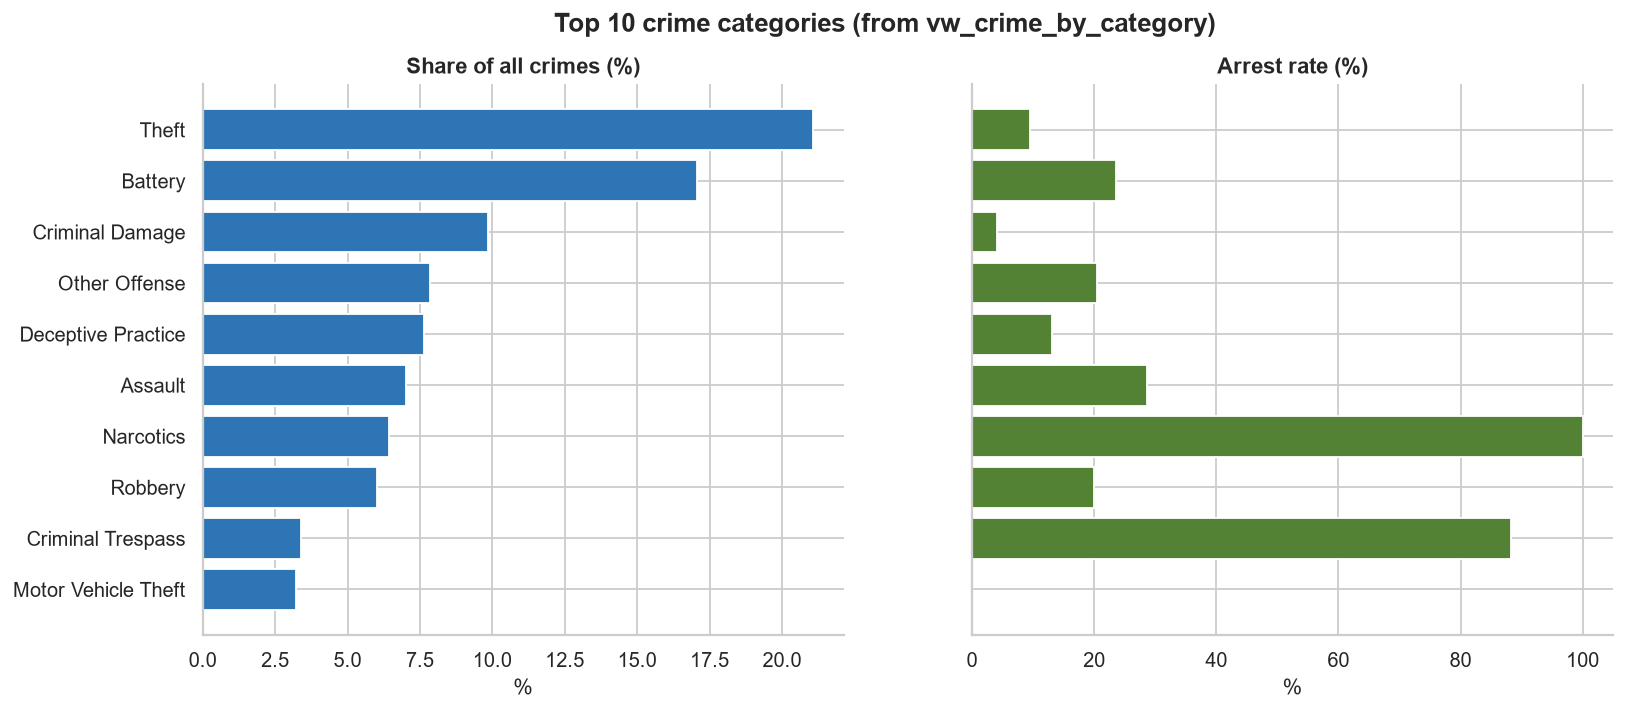 Top 10 crime categories (from vw_crime_by_category)
Share of all crimes (%)
Arrest rate (%)
Theft
Battery
Criminal Damage
Other Offense
Deceptive Practice
Assault
Narcotics
Robbery
Criminal Trespass
Motor Vehicle Theft
0.0 2.5 5.0 7.5 10.0 12.5 15.0 17.5 20.0
%
0 20 40 60 80 100
%